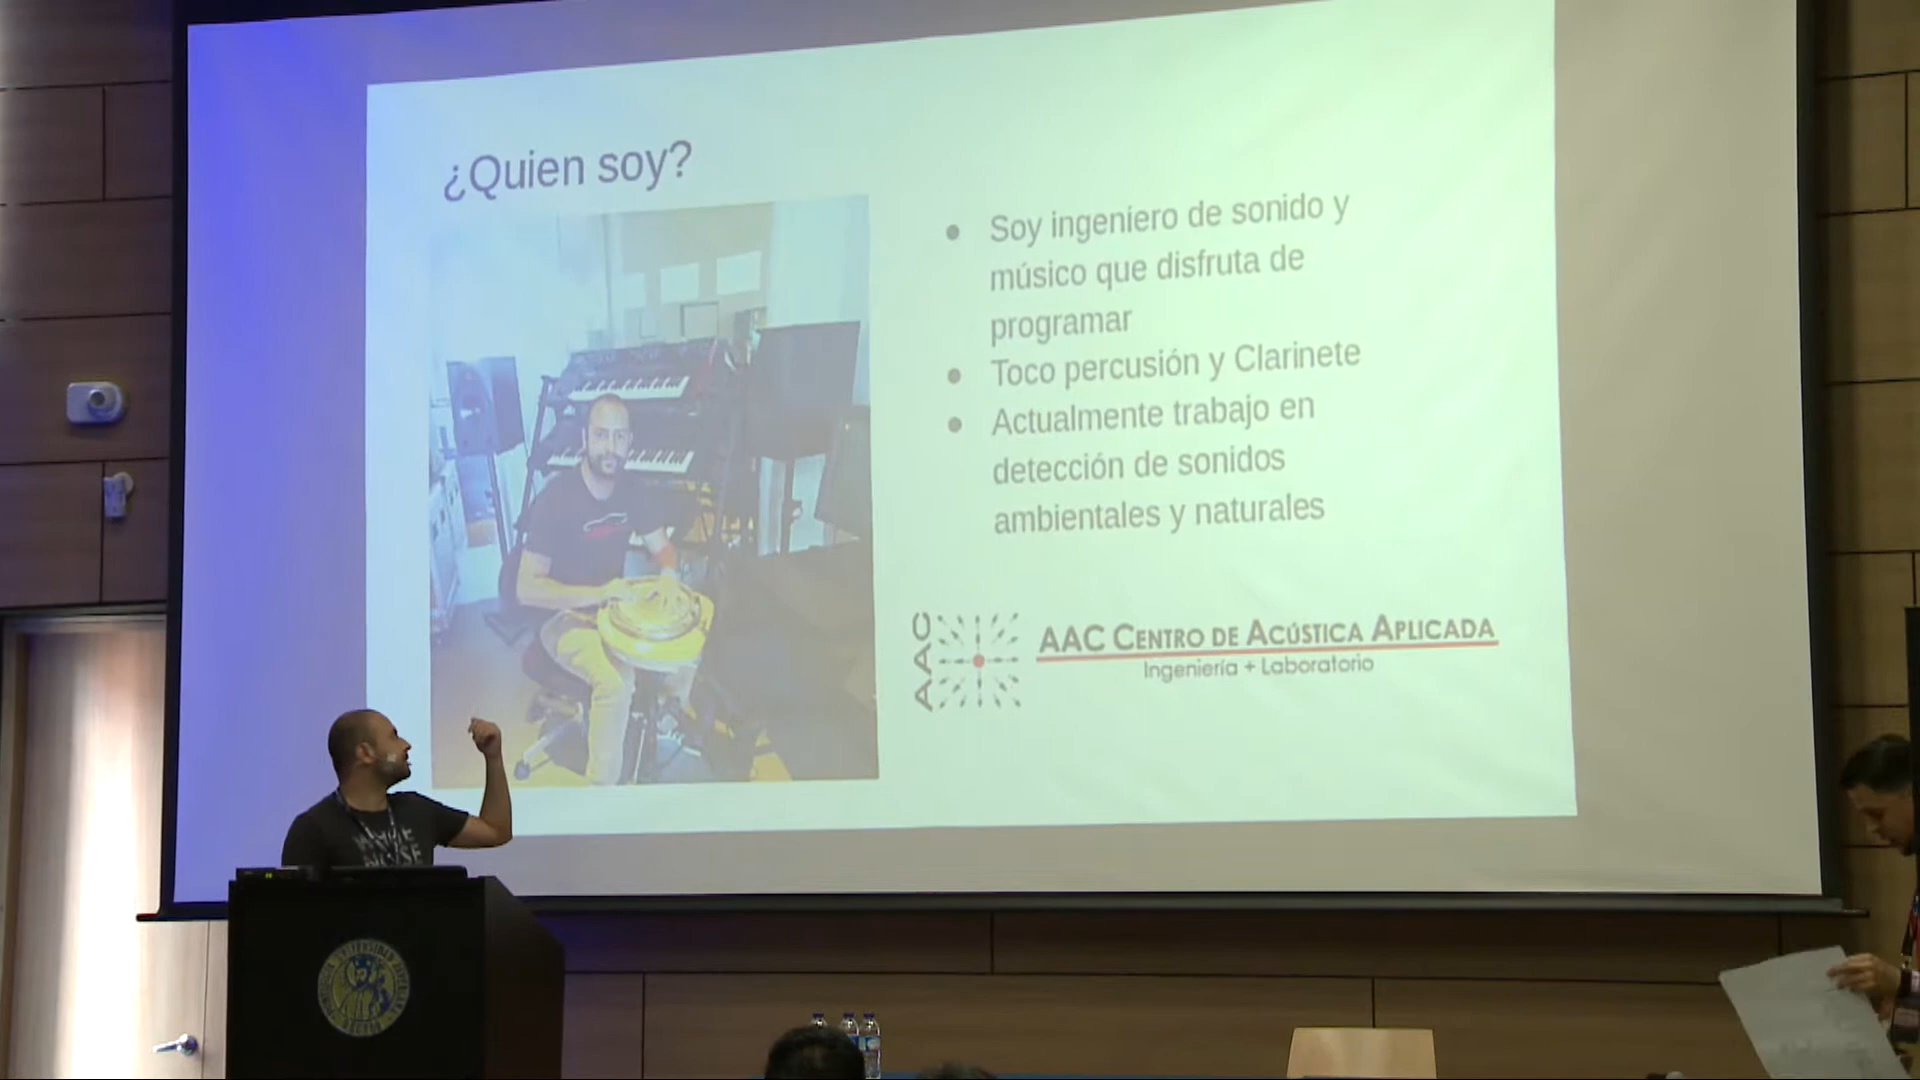 ¿Quien soy?
● Soy ingeniero de sonido y
músico que disfruta de
programar
● Toco percusión y Clarinete
● Actualmente trabajo en
detección de sonidos
ambientales y naturales
AAC
AAC CENTRO DE ACÚSTICA APLICADA
Ingeniería + Laboratorio